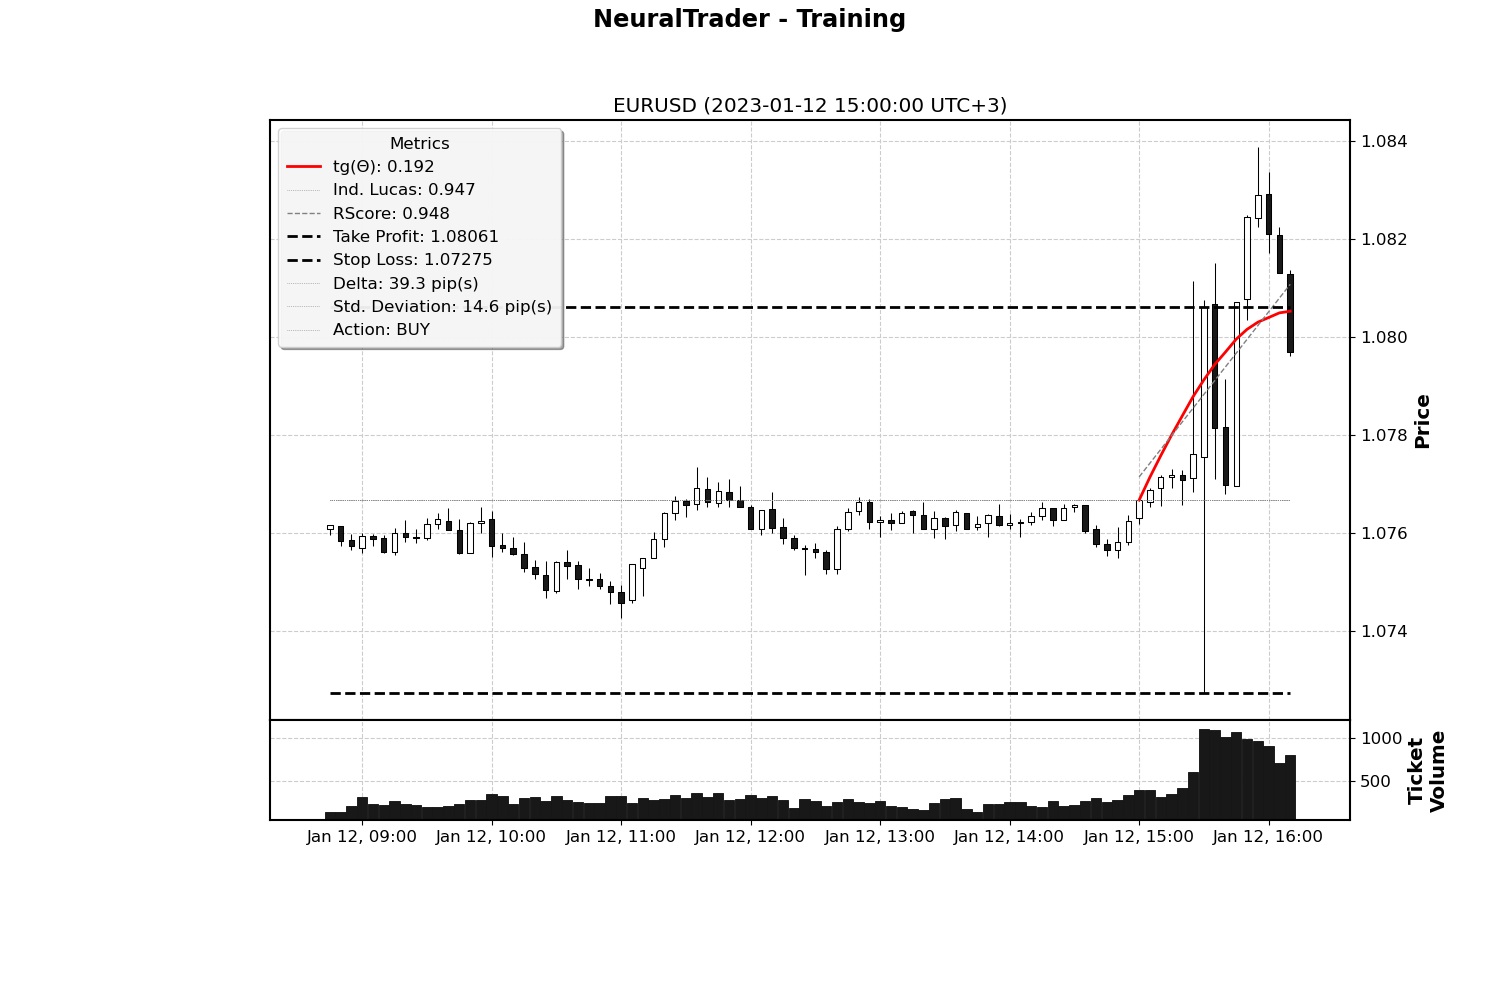 NeuralTrader - Training
EURUSD (2023-01-12 15:00:00 UTC+3)
Metrics
tg(Θ): 0.192
Ind. Lucas: 0.947
RScore: 0.948
Take Profit: 1.08061
Stop Loss: 1.07275
Delta: 39.3 pip(s)
Std. Deviation: 14.6 pip(s)
Action: BUY
1.084
1.082
1.080
1.078
1.076
1.074
Price
1000
500
Ticket
Volume
Jan 12, 09:00
Jan 12, 10:00
Jan 12, 11:00
Jan 12, 12:00
Jan 12, 13:00
Jan 12, 14:00
Jan 12, 15:00
Jan 12, 16:00